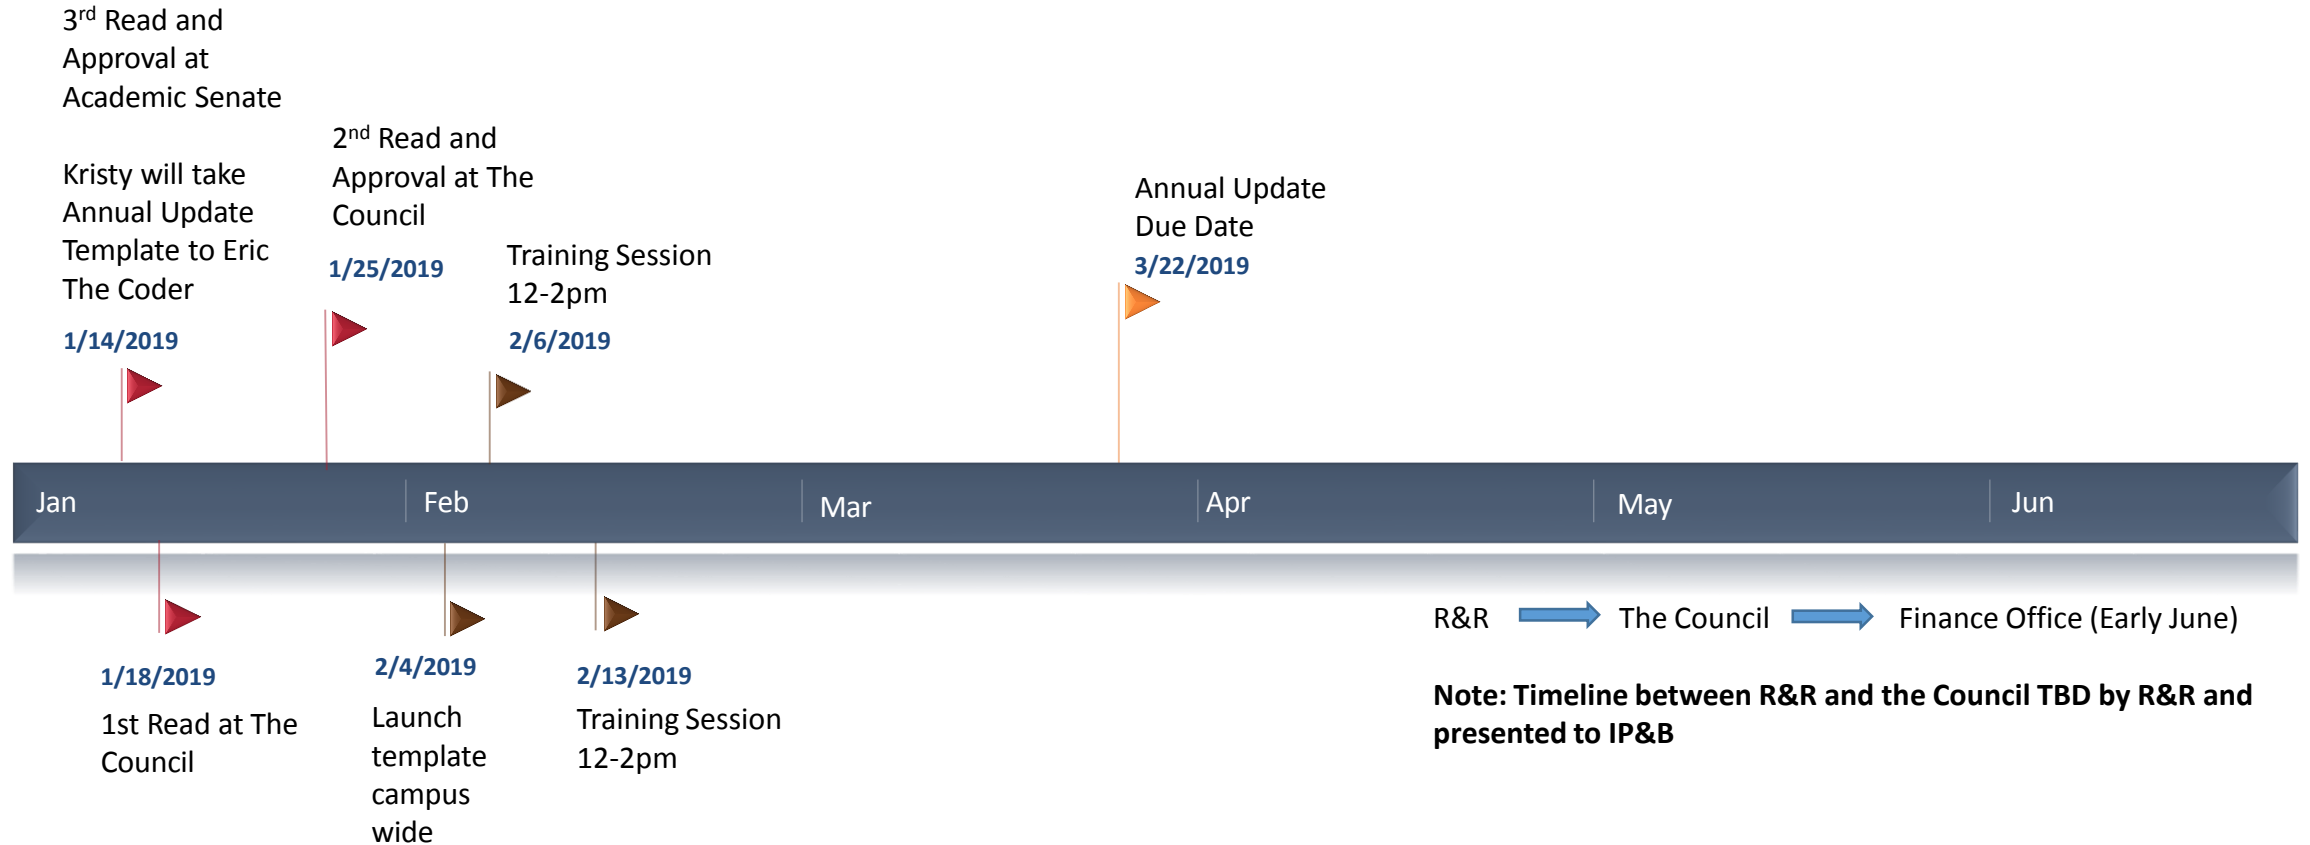 3rd Read and
Approval at
Academic Senate
Kristy will take
Annual Update
Template to Eric
The Coder
1/14/2019
2nd Read and
Approval at The
Council
1/25/2019
Training Session
12-2pm
2/6/2019
Annual Update
Due Date
3/22/2019
Jan
Feb
Mar
Apr
May
Jun
1/18/2019
1st Read at The
Council
2/4/2019
Launch
template
campus
wide
2/13/2019
Training Session
12-2pm
R&R The Council Finance Office (Early June)
Note: Timeline between R&R and the Council TBD by R&R and
presented to IP&B